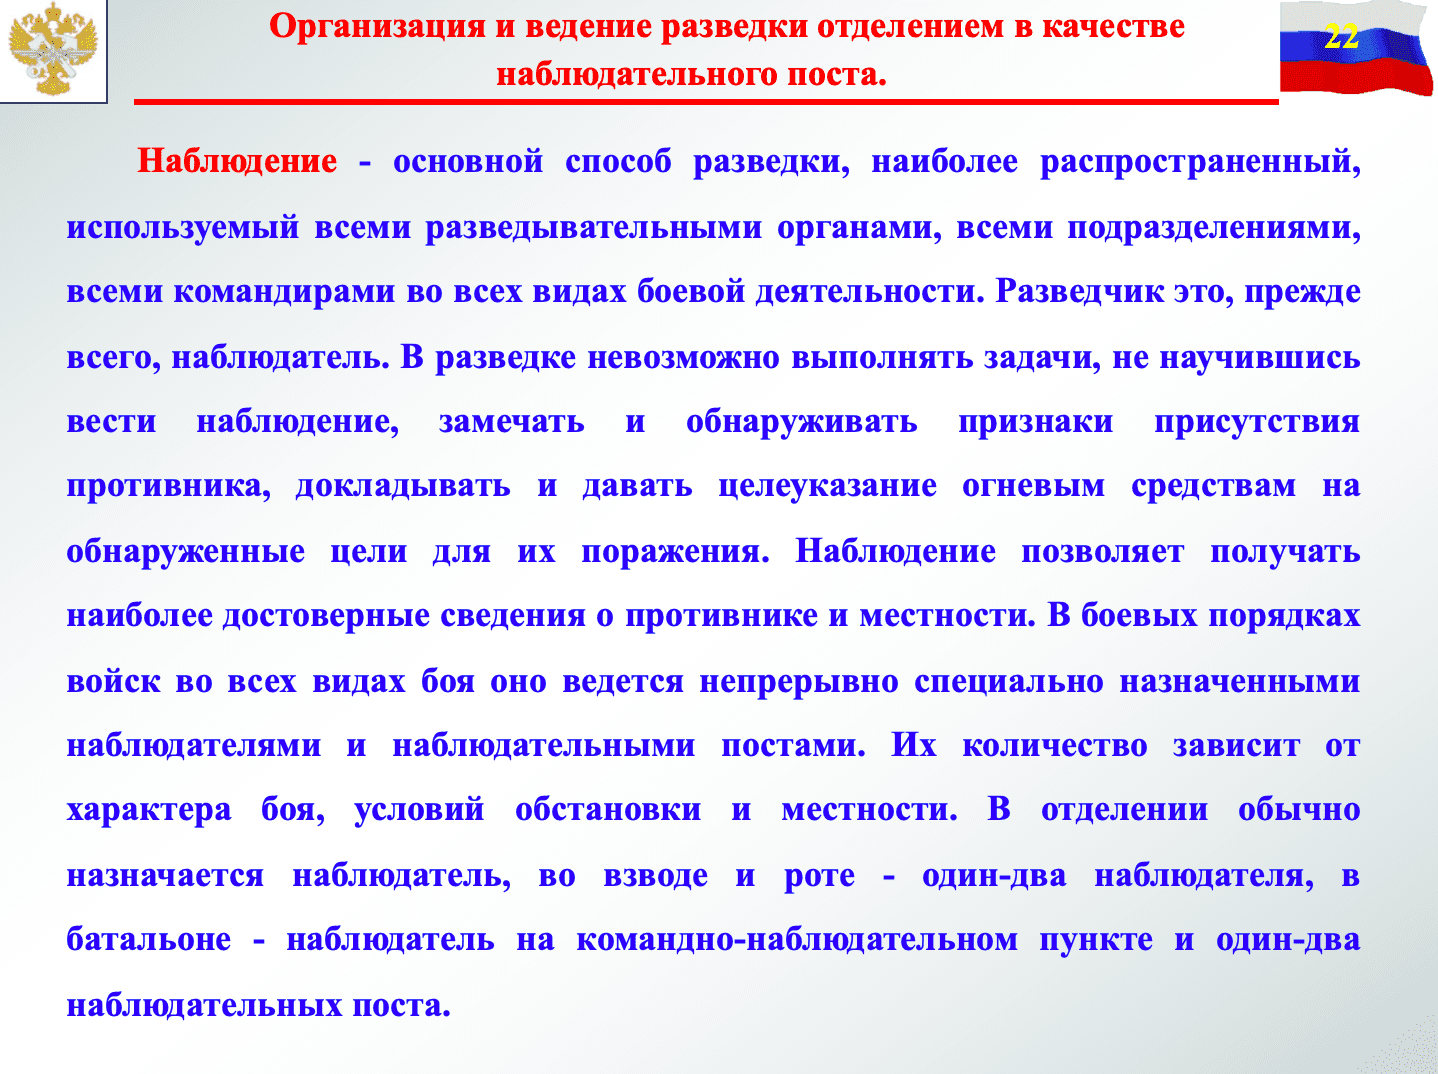 Организация и ведение разведки отделением в качестве
наблюдательного поста.
22
Наблюдение - основной способ разведки, наиболее распространенный,
используемый всеми разведывательными органами, всеми подразделениями,
всеми командирами во всех видах боевой деятельности. Разведчик это, прежде
всего, наблюдатель. В разведке невозможно выполнять задачи, не научившись
вести наблюдение, замечать и обнаруживать признаки присутствия
противника, докладывать и давать целеуказание огневым средствам на
обнаруженные цели для их поражения. Наблюдение позволяет получать
наиболее достоверные сведения о противнике и местности. В боевых порядках
войск во всех видах боя оно ведется непрерывно специально назначенными
наблюдателями и наблюдательными постами. Их количество зависит от
характера боя, условий обстановки и местности. В отделении обычно
назначается наблюдатель, во взводе и роте - один-два наблюдателя, в
батальоне - наблюдатель на командно-наблюдательном пункте и один-два
наблюдательных поста.